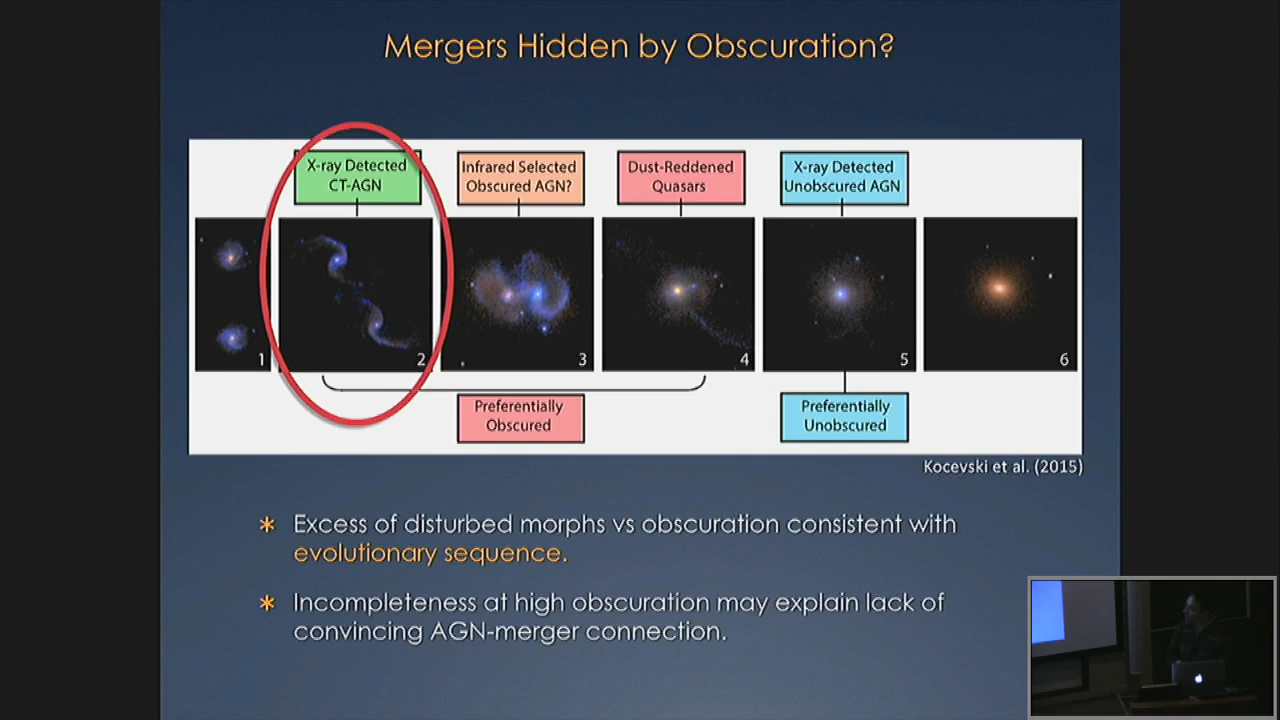 Mergers Hidden by Obscuration?
X-ray Detected
CT-AGN
Infrared Selected
Obscured AGN?
Dust-Reddened
Quasars
X-ray Detected
Unobscured AGN
1
2
3
4
5
6
Preferentially
Obscured
Preferentially
Unobscured
Kocevski et al. (2015)
* Excess of disturbed morphs vs obscuration consistent with
evolutionary sequence.
* Incompleteness at high obscuration may explain lack of
convincing AGN-merger connection.